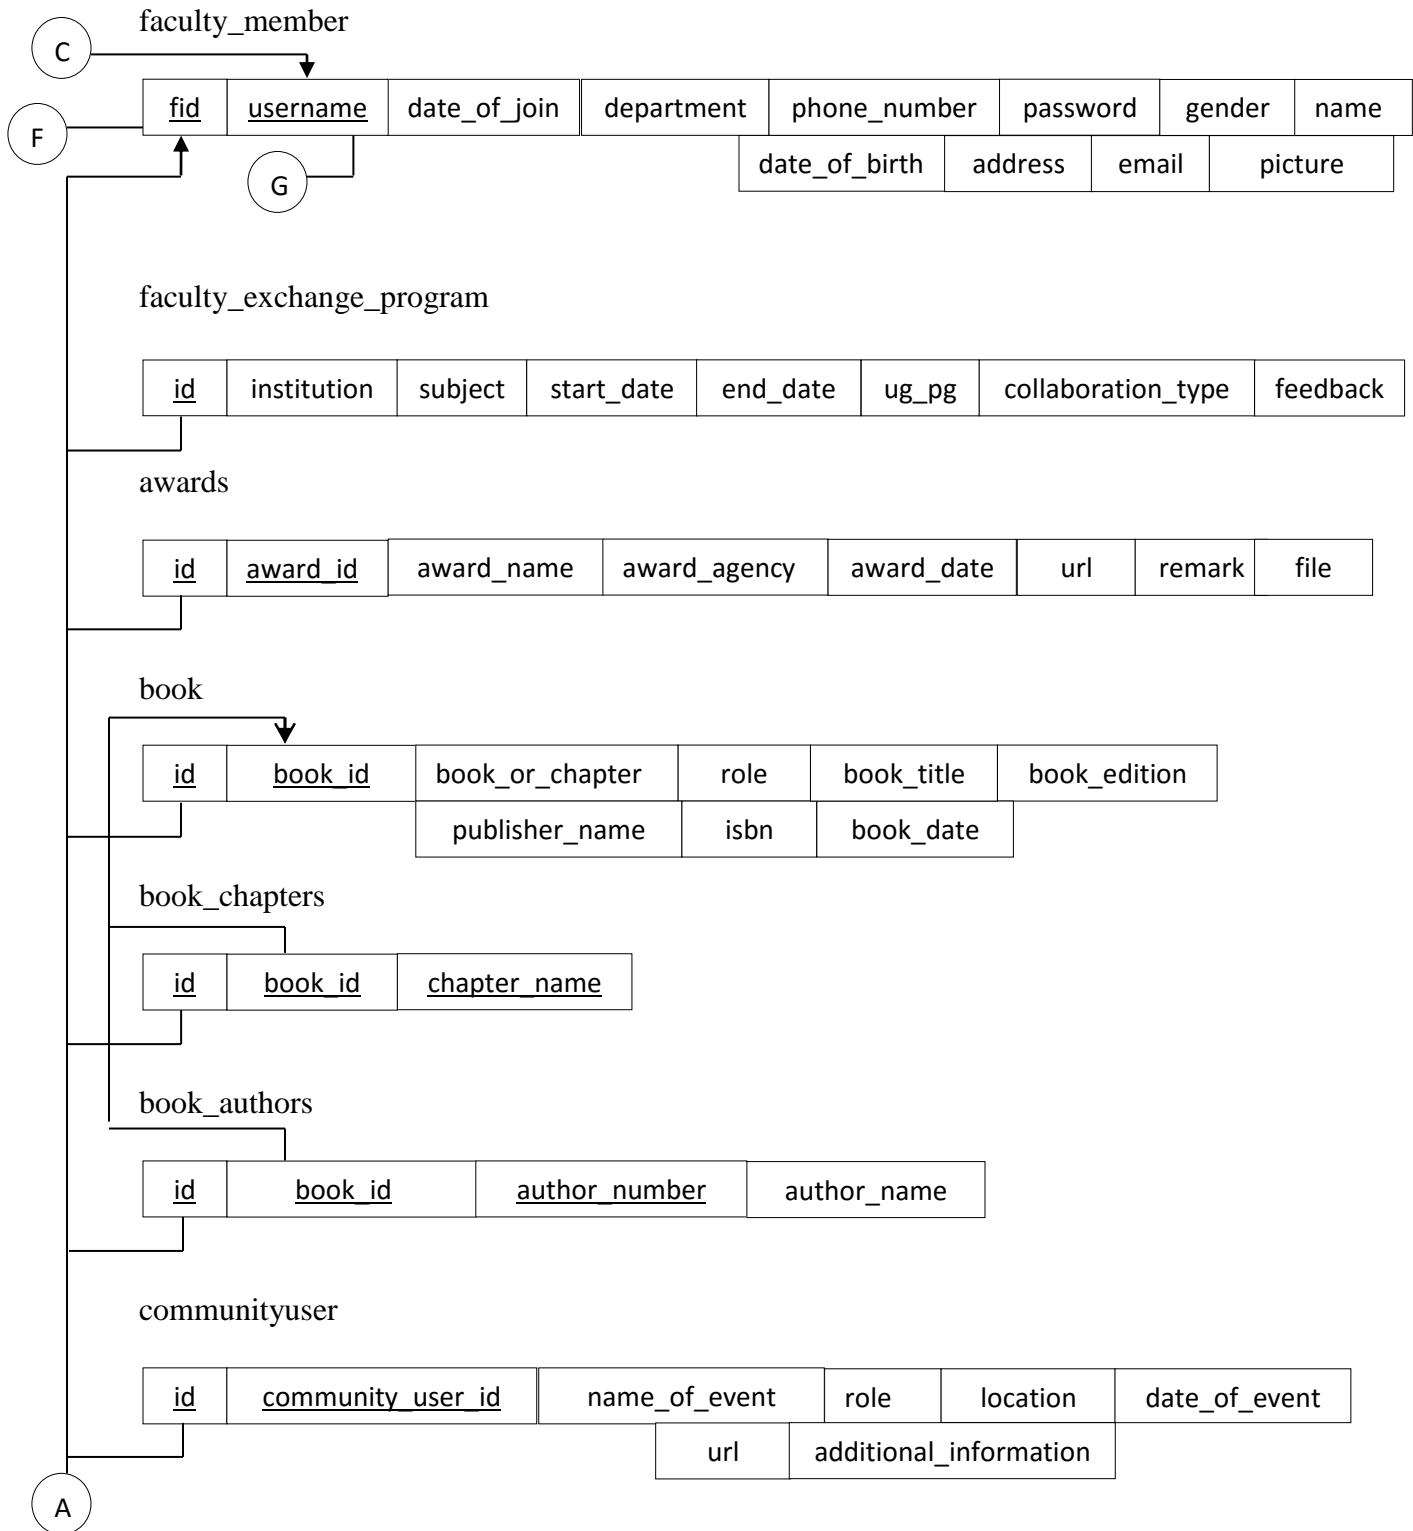 faculty_member
C
fid username date_of_join department phone_number password gender name
F
date_of_birth address email picture
G
faculty_exchange_program
id institution subject start_date end_date ug_pg collaboration_type feedback
awards
id award_id award_name award_agency award_date url remark file
book
id book_id book_or_chapter role book_title book_edition
publisher_name isbn book_date
book_chapters
id book_id chapter_name
book_authors
id book_id author_number author_name
communityuser
id community_user_id name_of_event role location date_of_event
url additional_information
A